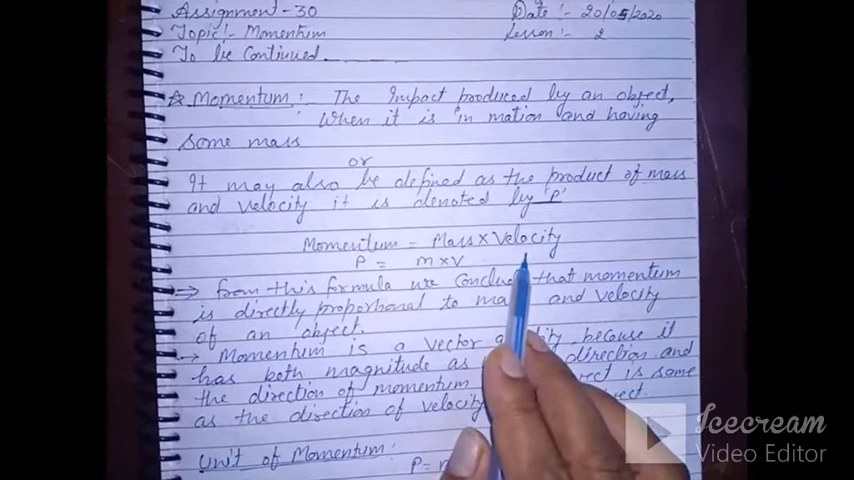 Assignment - 30 Date :- 20/05/2020
Topic :- Momentum Lesson :- 2
To be Continued
☆ Momentum : The Impact produced by an object,
When it is in mation and having
some mass
or
It may also be defined as the product of mass
and velocity it is denoted by 'P'
Momentum = Mass × Velocity
P = m × V
⇒ from this formula we that momentum
is directly proporhonal to and velocity
of an object.
→ Momentum is a vector because it
has both magnitude as direction and
the direction of momentum is same
as the direction of velocity
Unit of Momentum :
P =
Icecream
Video Editor